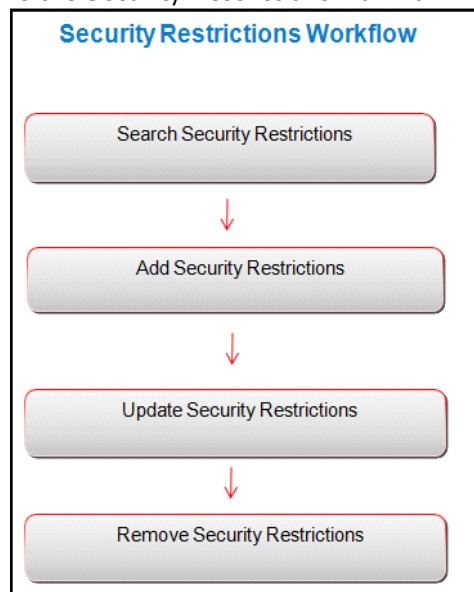 Security Restrictions Workflow
Search Security Restrictions
Add Security Restrictions
Update Security Restrictions
Remove Security Restrictions